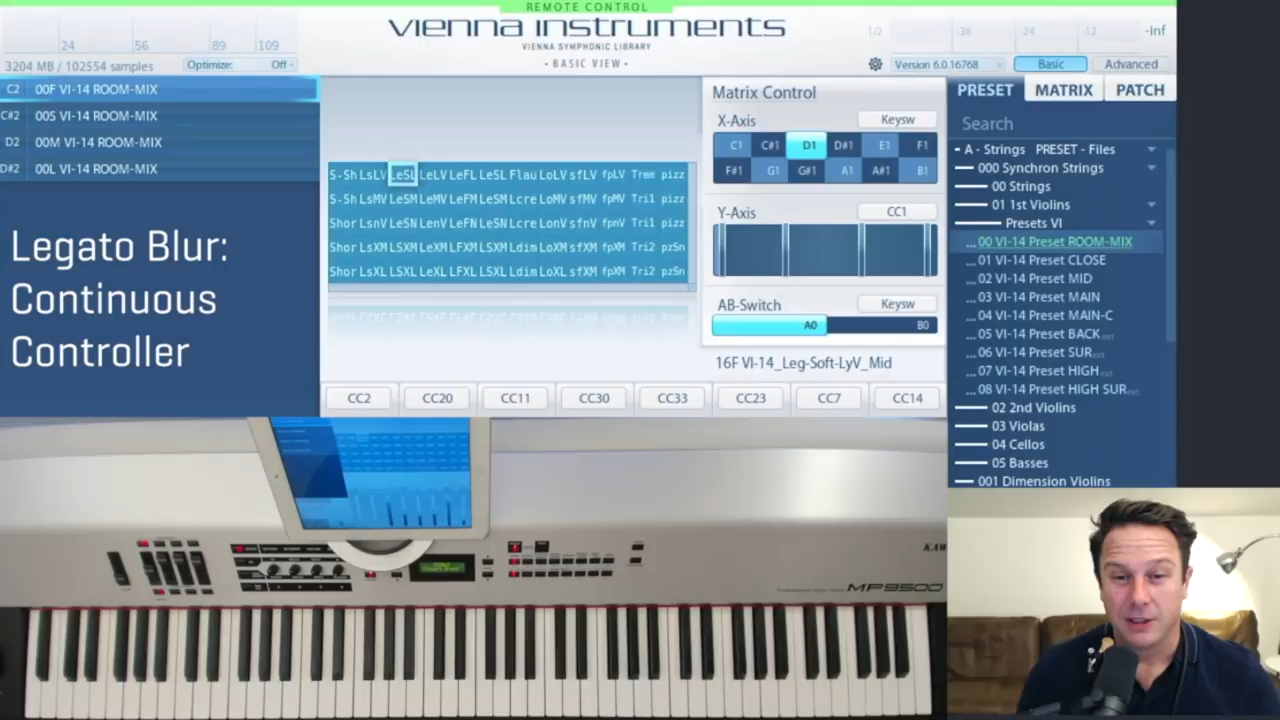 REMOTE CONTROL
vienna instruments
VIENNA SYMPHONIC LIBRARY
• BASIC VIEW •
24 56 89 109
3204 MB / 102554 samples
Optimize: Off
1/2 -36 -24 -12 -inf
Version 6.0.16768
Basic Advanced
C2 00F VI-14 ROOM-MIX
C#2 00S VI-14 ROOM-MIX
D2 00M VI-14 ROOM-MIX
D#2 00L VI-14 ROOM-MIX
Legato Blur:
Continuous
Controller
S-Sh LsLV LeSL LeLV LeFL LeSL Flau LoLV sfLV fpLV Trem pizz
S-Sh LsMV LeSM LeMV LeFM LeSM Lcre LoMV sfMV fpMV Tri1 pizz
Shor LsnV LeSN LenV LeFN LeSM Lcre LonV sfnV fpMV Tri1 pizz
Shor LsXM LSXM LeXM LFXM LSXM Ldim LoXM sfXM fpXM Tri2 pzSn
Shor LsXL LSXL LeXL LFXL LSXL Ldim LoXL sfXM fpXM Tri2 pzSn
Matrix Control
X-Axis Keysw
C1 C#1 D1 D#1 E1 F1
F#1 G1 G#1 A1 A#1 B1
Y-Axis CC1
AB-Switch Keysw
A0 B0
16F VI-14_Leg-Soft-LyV_Mid
CC2 CC20 CC11 CC30 CC33 CC23 CC7 CC14
PRESET MATRIX PATCH
Search
A - Strings PRESET - Files
000 Synchron Strings
00 Strings
01 1st Violins
Presets VI
... 00 VI-14 Preset ROOM-MIX
... 01 VI-14 Preset CLOSE
... 02 VI-14 Preset MID
... 03 VI-14 Preset MAIN
... 04 VI-14 Preset MAIN-C
... 05 VI-14 Preset BACK ext
... 06 VI-14 Preset SUR ext
... 07 VI-14 Preset HIGH ext
... 08 VI-14 Preset HIGH SUR ext
02 2nd Violins
03 Violas
04 Cellos
05 Basses
001 Dimension Violins
KAW
MP9500